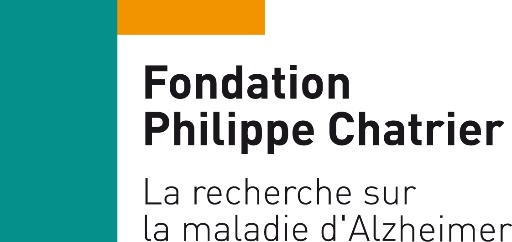 Fondation
Philippe Chatrier
La recherche sur
la maladie d'Alzheimer